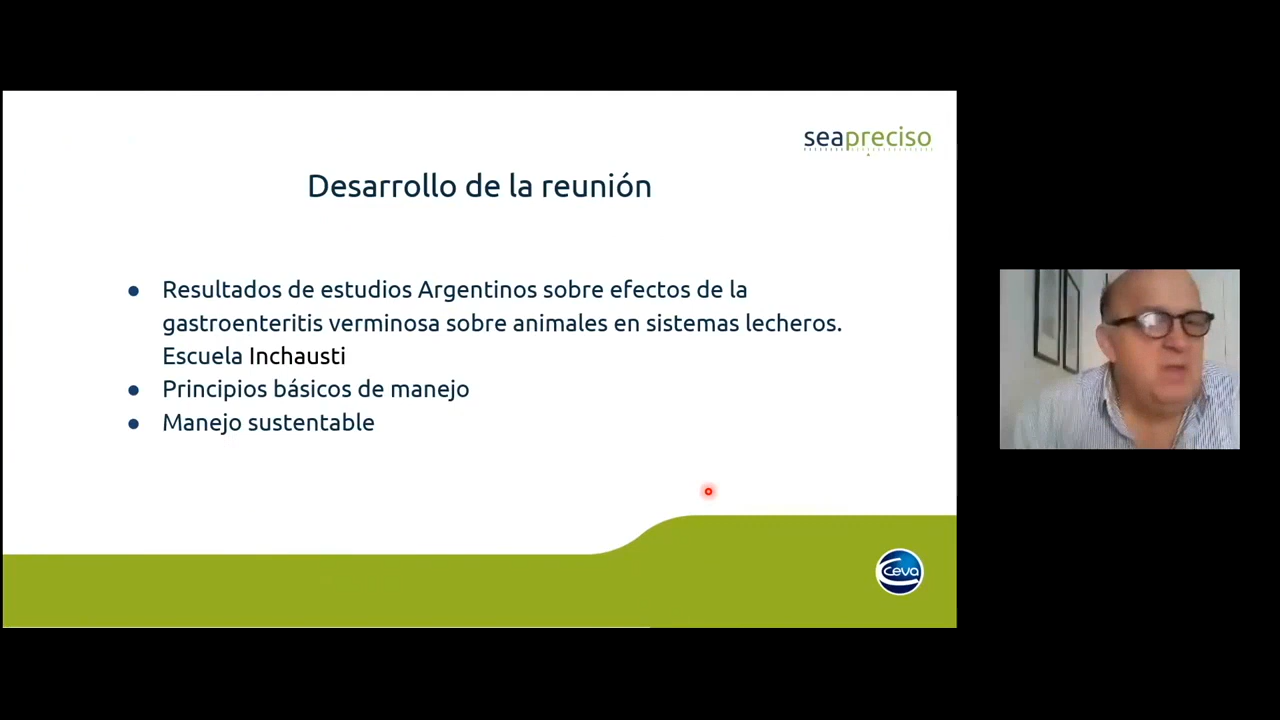 seapreciso
Desarrollo de la reunión
● Resultados de estudios Argentinos sobre efectos de la
gastroenteritis verminosa sobre animales en sistemas lecheros.
Escuela Inchausti
● Principios básicos de manejo
● Manejo sustentable
Ceva